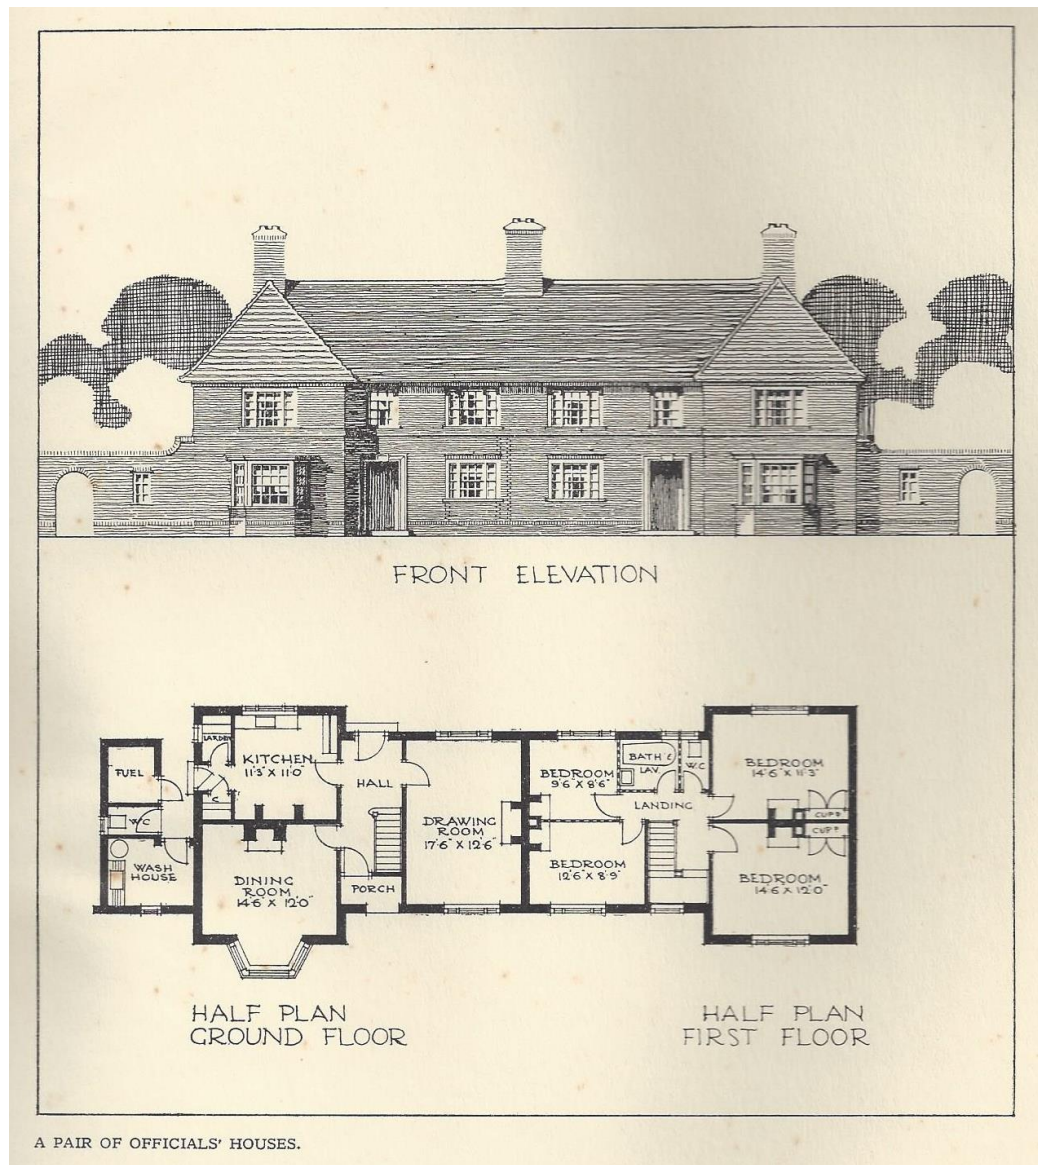 FRONT ELEVATION
FUEL
W.C
WASH
HOUSE
LARDER
C
KITCHEN
11'3" X 11'0"
DINING
ROOM
14'6" X 12'0"
HALL
PORCH
DRAWING
ROOM
17'6" X 12'6"
BEDROOM
9'6" X 8'6"
BATH &
LAV.
W.C
LANDING
BEDROOM
12'6" X 8'9"
BEDROOM
14'6" X 11'3"
CUPD
CUPD
BEDROOM
14'6 X 12'0"
HALF PLAN
GROUND FLOOR
HALF PLAN
FIRST FLOOR
A PAIR OF OFFICIALS' HOUSES.